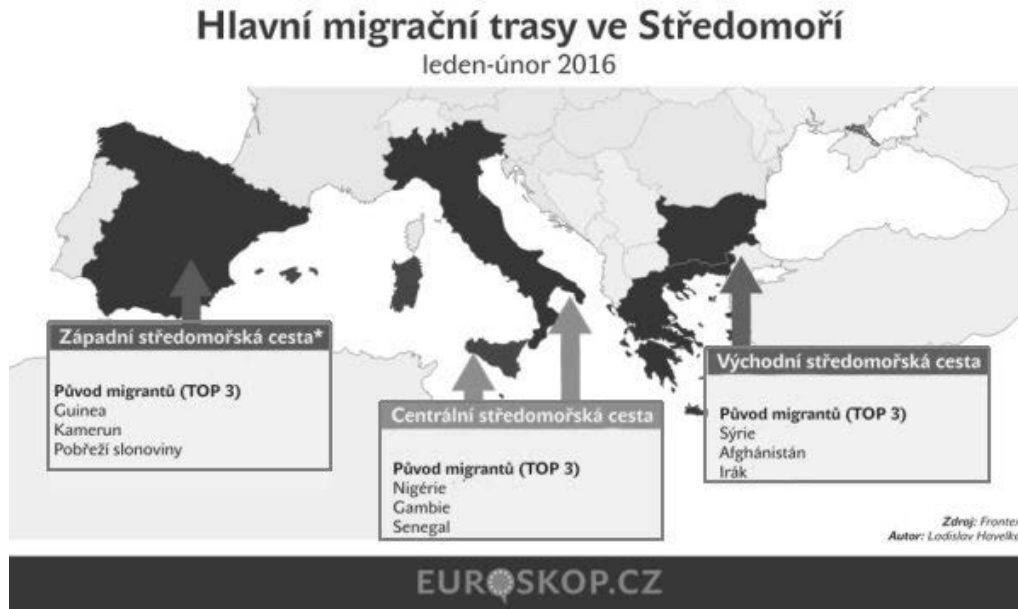 Hlavní migrační trasy ve Středomoří
leden-únor 2016
Západní středomořská cesta*
Původ migrantů (TOP 3)
Guinea
Kamerun
Pobřeží slonoviny
Centrální středomořská cesta
Původ migrantů (TOP 3)
Nigérie
Gambie
Senegal
Východní středomořská cesta
Původ migrantů (TOP 3)
Sýrie
Afghánistán
Irák
Zdroj: Frontex
Autor: Ladislav Havelka
EUROSKOP.CZ